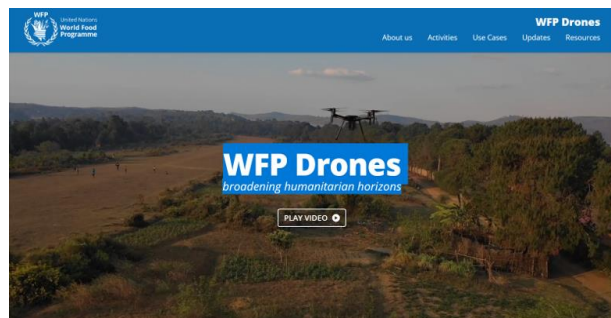 WFP
United Nations
World Food
Programme
WFP Drones
About us Activities Use Cases Updates Resources
WFP Drones
broadening humanitarian horizons
PLAY VIDEO